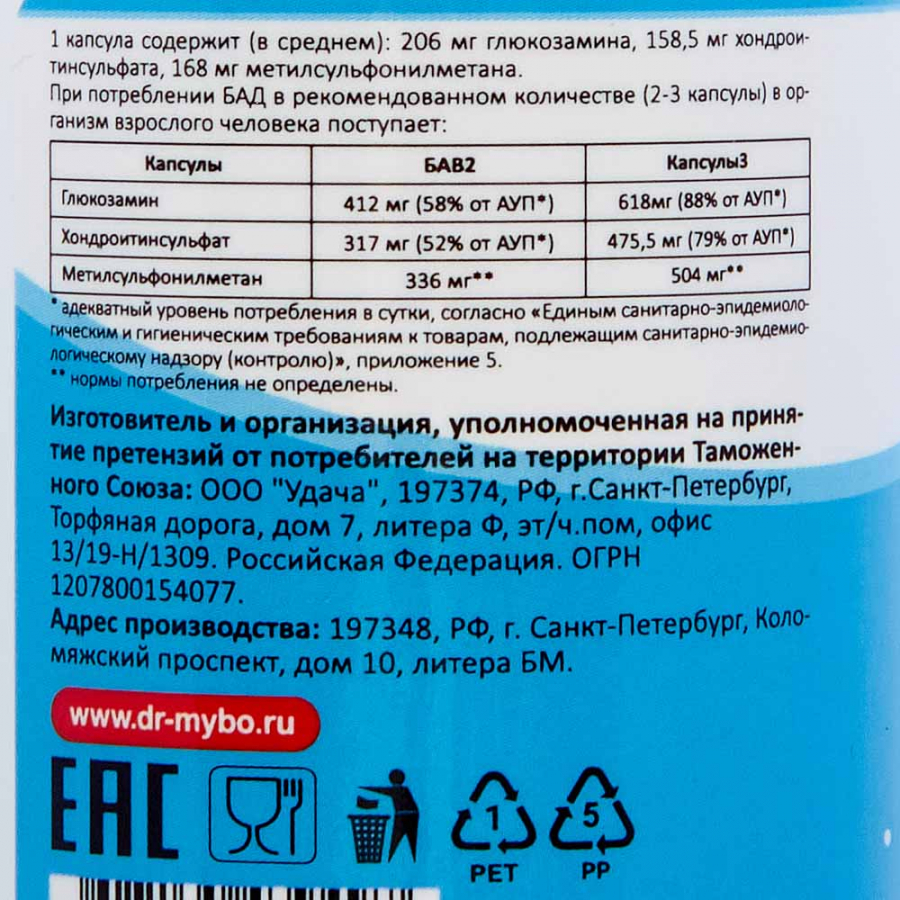 1 капсула содержит (в среднем): 206 мг глюкозамина, 158,5 мг хондрои-
тинсульфата, 168 мг метилсульфонилметана.
При потреблении БАД в рекомендованном количестве (2-3 капсулы) в ор-
ганизм взрослого человека поступает:
Капсулы БАВ2 Капсулы3
Глюкозамин 412 мг (58% от АУП*) 618мг (88% от АУП*)
Хондроитинсульфат 317 мг (52% от АУП*) 475,5 мг (79% от АУП*)
Метилсульфонилметан 336 мг** 504 мг**
*адекватный уровень потребления в сутки, согласно «Единым санитарно-эпидемиоло-
гическим и гигиеническим требованиям к товарам, подлежащим санитарно-эпидемио-
логическому надзору (контролю)», приложение 5.
** нормы потребления не определены.
Изготовитель и организация, уполномоченная на приня-
тие претензий от потребителей на территории Таможен-
ного Союза: ООО "Удача", 197374, РФ, г.Санкт-Петербург,
Торфяная дорога, дом 7, литера Ф, эт/ч.пом, офис
13/19-Н/1309. Российская Федерация. ОГРН
1207800154077.
Адрес производства: 197348, РФ, г. Санкт-Петербург, Коло-
мяжский проспект, дом 10, литера БМ.
www.dr-mybo.ru
EAC
1 5
PET PP